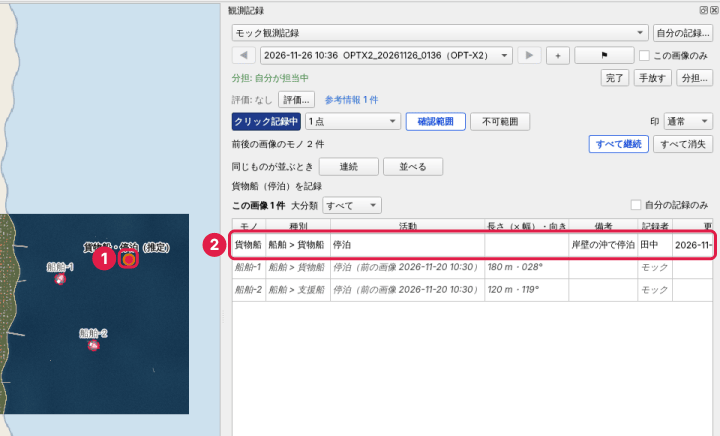 観測記録
モック観測記録
自分の記録...
2026-11-26 10:36 OPTX2_20261126_0136（OPT-X2）
+
この画像のみ
分担: 自分が担当中
完了
手放す
分担...
評価: なし
評価...
参考情報 1 件
クリック記録中
1 点
確認範囲
不可範囲
印
通常
前後の画像のモノ 2 件
すべて継続
すべて消失
同じものが並ぶとき
連続
並べる
貨物船（停泊）を記録
この画像 1 件
大分類
すべて
自分の記録のみ
モノ 種別 活動 長さ（× 幅）・向き 備考 記録者 更
2
貨物船 船舶 > 貨物船 停泊 岸壁の沖で停泊 田中 2026-11-
船舶-1 船舶 > 貨物船 停泊（前の画像 2026-11-20 10:30） 180 m・028° モック
船舶-2 船舶 > 支援船 停泊（前の画像 2026-11-20 10:30） 120 m・119° モック
貨物船・停泊（推定）
1
船舶-1
船舶-2